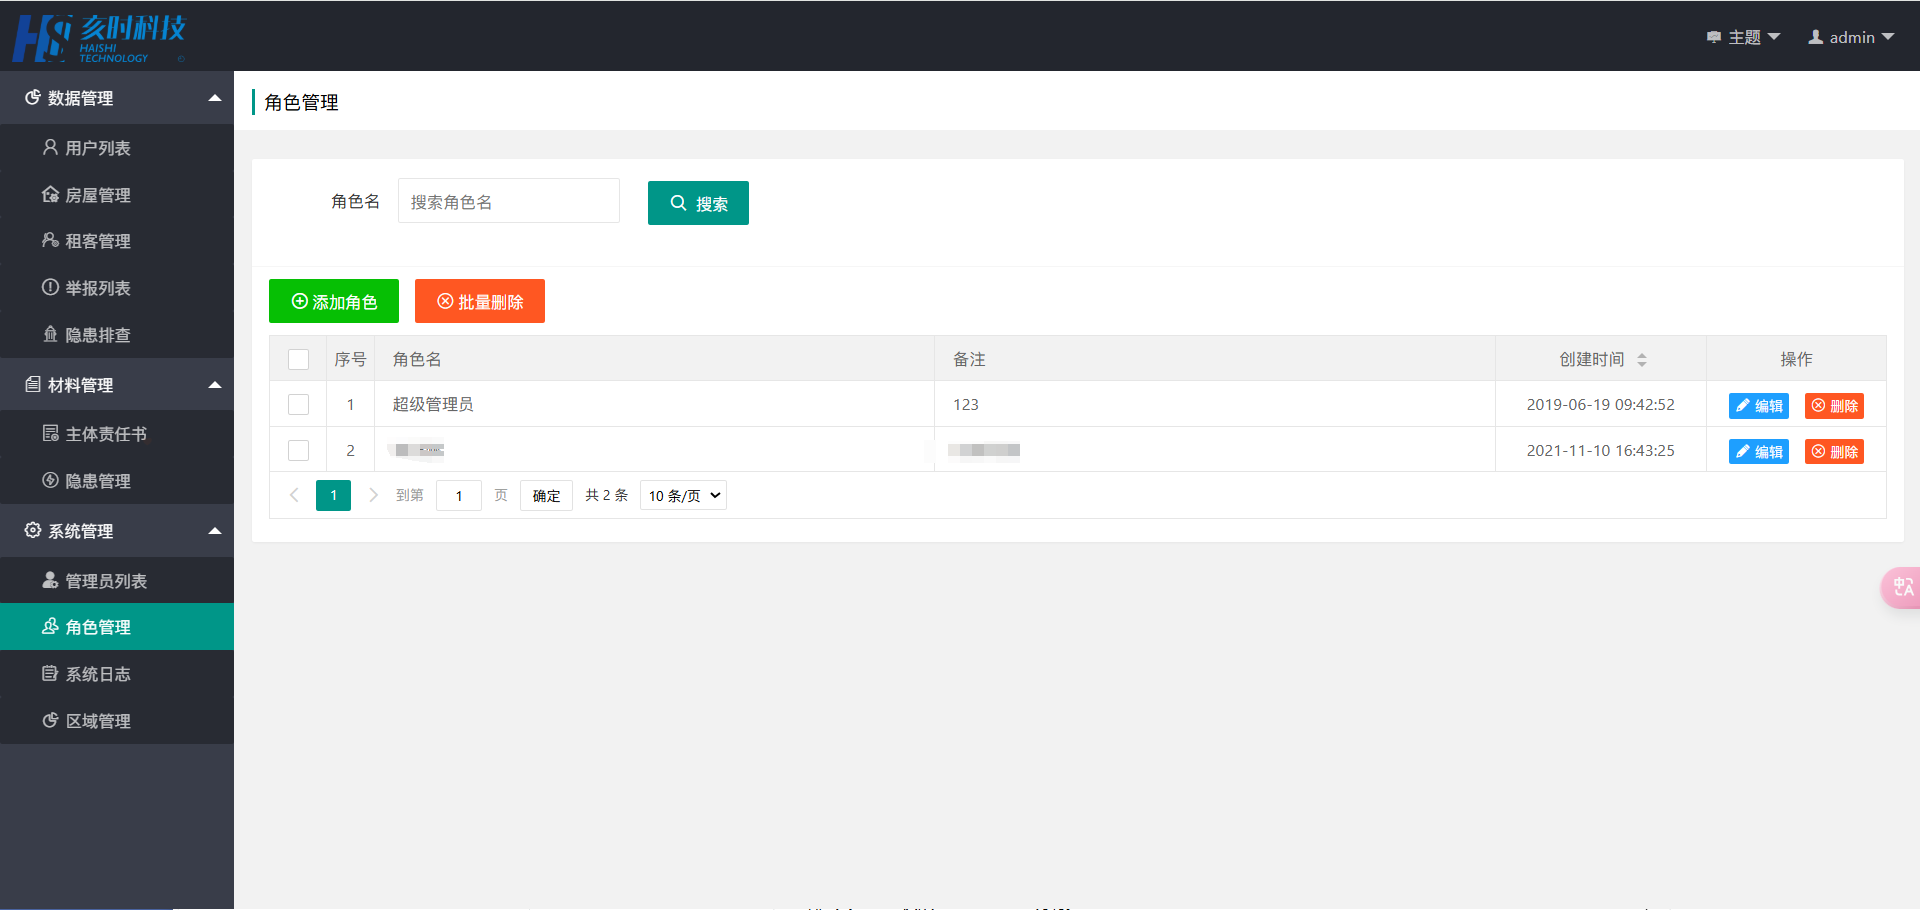 亥时科技
HAISHI
TECHNOLOGY
主题
admin
数据管理
用户列表
房屋管理
租客管理
举报列表
隐患排查
材料管理
主体责任书
隐患管理
系统管理
管理员列表
角色管理
系统日志
区域管理
角色管理
角色名 搜索角色名 搜索
添加角色 批量删除
序号 角色名 备注 创建时间 操作
1 超级管理员 123 2019-06-19 09:42:52 编辑 删除
2 2021-11-10 16:43:25 编辑 删除
1 到第 1 页 确定 共 2 条 10 条/页